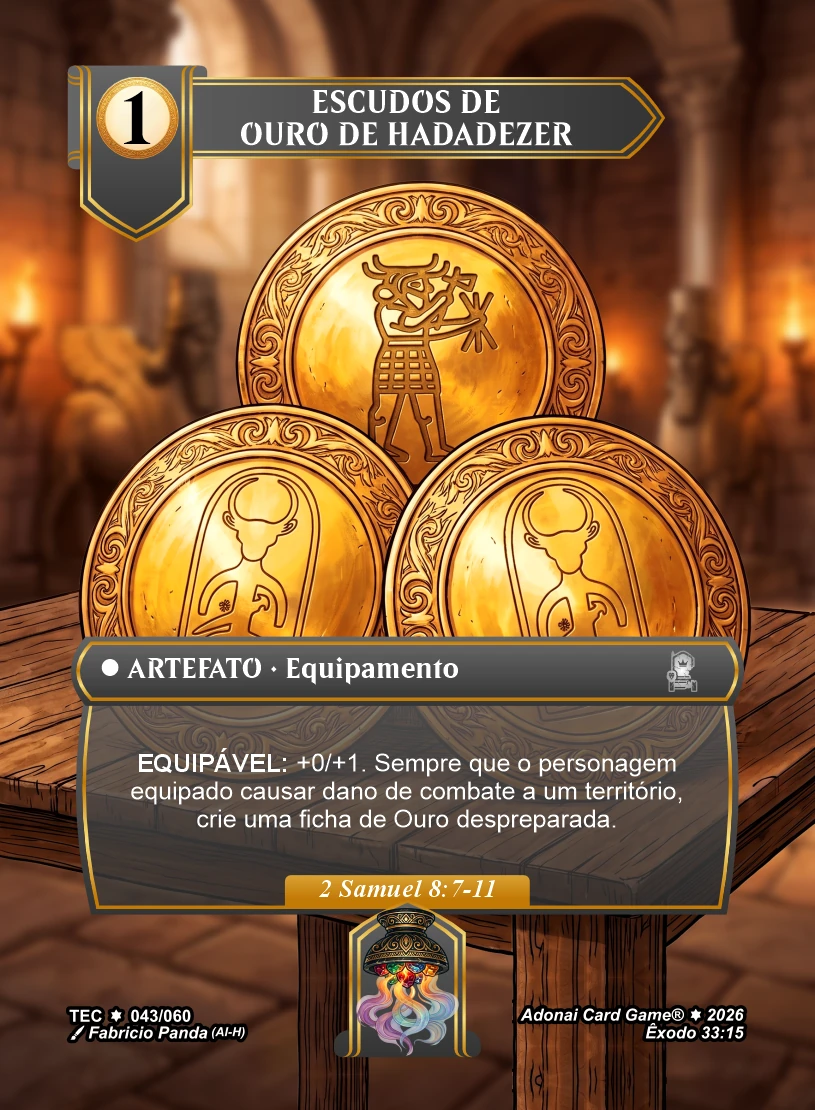 1
ESCUDOS DE
OURO DE HADADEZER
ARTEFATO · Equipamento
EQUIPÁVEL: +0/+1. Sempre que o personagem
equipado causar dano de combate a um território,
crie uma ficha de Ouro despreparada.
2 Samuel 8:7-11
TEC ✸ 043/060
Fabricio Panda (AI-H)
Adonai Card Game® ✸ 2026
Êxodo 33:15